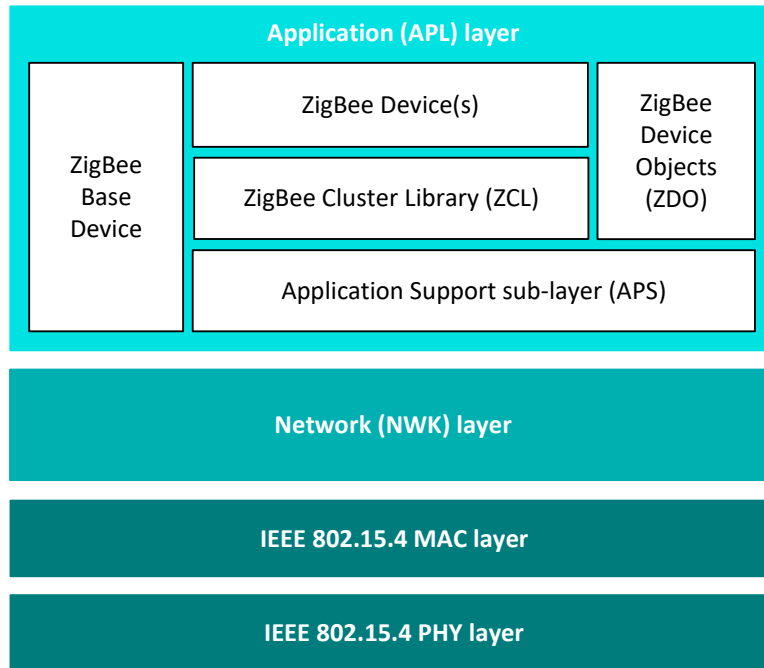 Application (APL) layer
ZigBee
Base
Device
ZigBee Device(s)
ZigBee Cluster Library (ZCL)
ZigBee
Device
Objects
(ZDO)
Application Support sub-layer (APS)
Network (NWK) layer
IEEE 802.15.4 MAC layer
IEEE 802.15.4 PHY layer